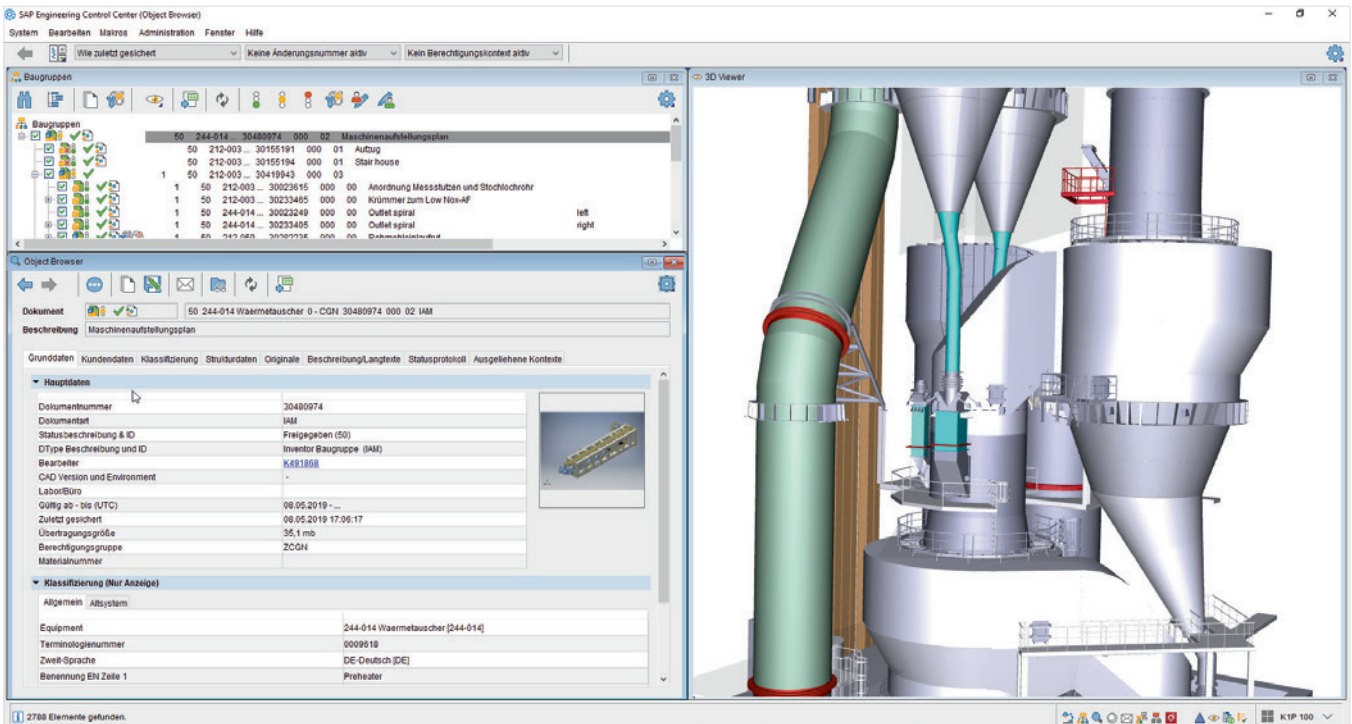 SAP Engineering Control Center (Object Browser)
System Bearbeiten Makros Administration Fenster Hilfe
Wie zuletzt gesichert Keine Änderungsnummer aktiv Kein Berechtigungskontext aktiv
Baugruppen
Baugruppen
50 244-014 ... 30480974 000 02 Maschinenaufstellungsplan
50 212-003 ... 30155191 000 01 Aufzug
50 212-003 ... 30155194 000 01 Stair house
1 50 212-003 ... 30419943 000 03
1 50 212-003 ... 30023615 000 00 Anordnung Messstutzen und Stochlochrohr
1 50 212-003 ... 30233465 000 00 Krümmer zum Low Nox-AF
1 50 244-014 ... 30023249 000 00 Outlet spiral left
1 50 244-014 ... 30233405 000 00 Outlet spiral right
Object Browser
Dokument 50 244-014 Waermetauscher 0 - CGN 30480974 000 02 IAM
Beschreibung Maschinenaufstellungsplan
Grunddaten Kundendaten Klassifizierung Strukturdaten Originale Beschreibung/Langtexte Statusprotokoll Ausgeliehene Kontexte
Hauptdaten
Dokumentnummer 30480974
Dokumentart IAM
Statusbeschreibung & ID Freigegeben (50)
DType Beschreibung und ID Inventor Baugruppe (IAM)
Bearbeiter K491868
CAD Version und Environment -
Labor/Büro
Gültig ab - bis (UTC) 08.05.2019 - ...
Zuletzt gesichert 08.05.2019 17:06:17
Übertragungsgröße 35,1 mb
Berechtigungsgruppe ZCGN
Materialnummer
Klassifizierung (Nur Anzeige)
Allgemein Altsystem
Equipment 244-014 Waermetauscher [244-014]
Terminologienummer 0009618
Zweit-Sprache DE-Deutsch [DE]
Benennung EN Zeile 1 Preheater
3D Viewer
2788 Elemente gefunden.
K1P 100